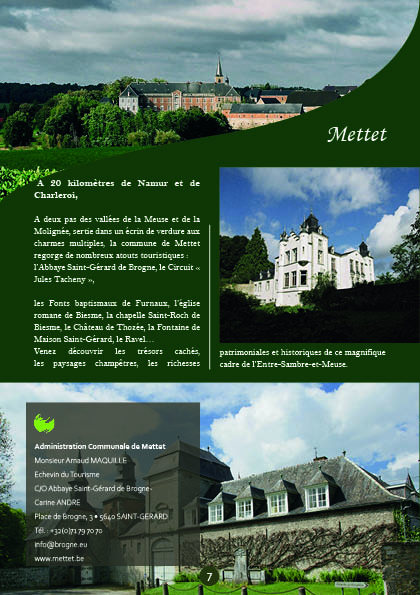 Mettet
A 20 kilomètres de Namur et de
Charleroi,
A deux pas des vallées de la Meuse et de la
Molignée, sertie dans un écrin de verdure aux
charmes multiples, la commune de Mettet
regorge de nombreux atouts touristiques :
l'Abbaye Saint-Gérard de Brogne, le Circuit «
Jules Tacheny »,
les Fonts baptismaux de Furnaux, l'église
romane de Biesme, la chapelle Saint-Roch de
Biesme, le Château de Thozée, la Fontaine de
Maison Saint-Gérard, le Ravel…
Venez découvrir les trésors cachés,
les paysages champêtres, les richesses
patrimoniales et historiques de ce magnifique
cadre de l'Entre-Sambre-et-Meuse.
Administration Communale de Mettet
Monsieur Arnaud MAQUILLE
Echevin du Tourisme
C/O Abbaye Saint-Gérard de Brogne-
Carine ANDRE
Place de Brogne, 3 • 5640 SAINT-GERARD
Tél. : +32(0)71 79 70 70
info@brogne.eu
www.mettet.be
7